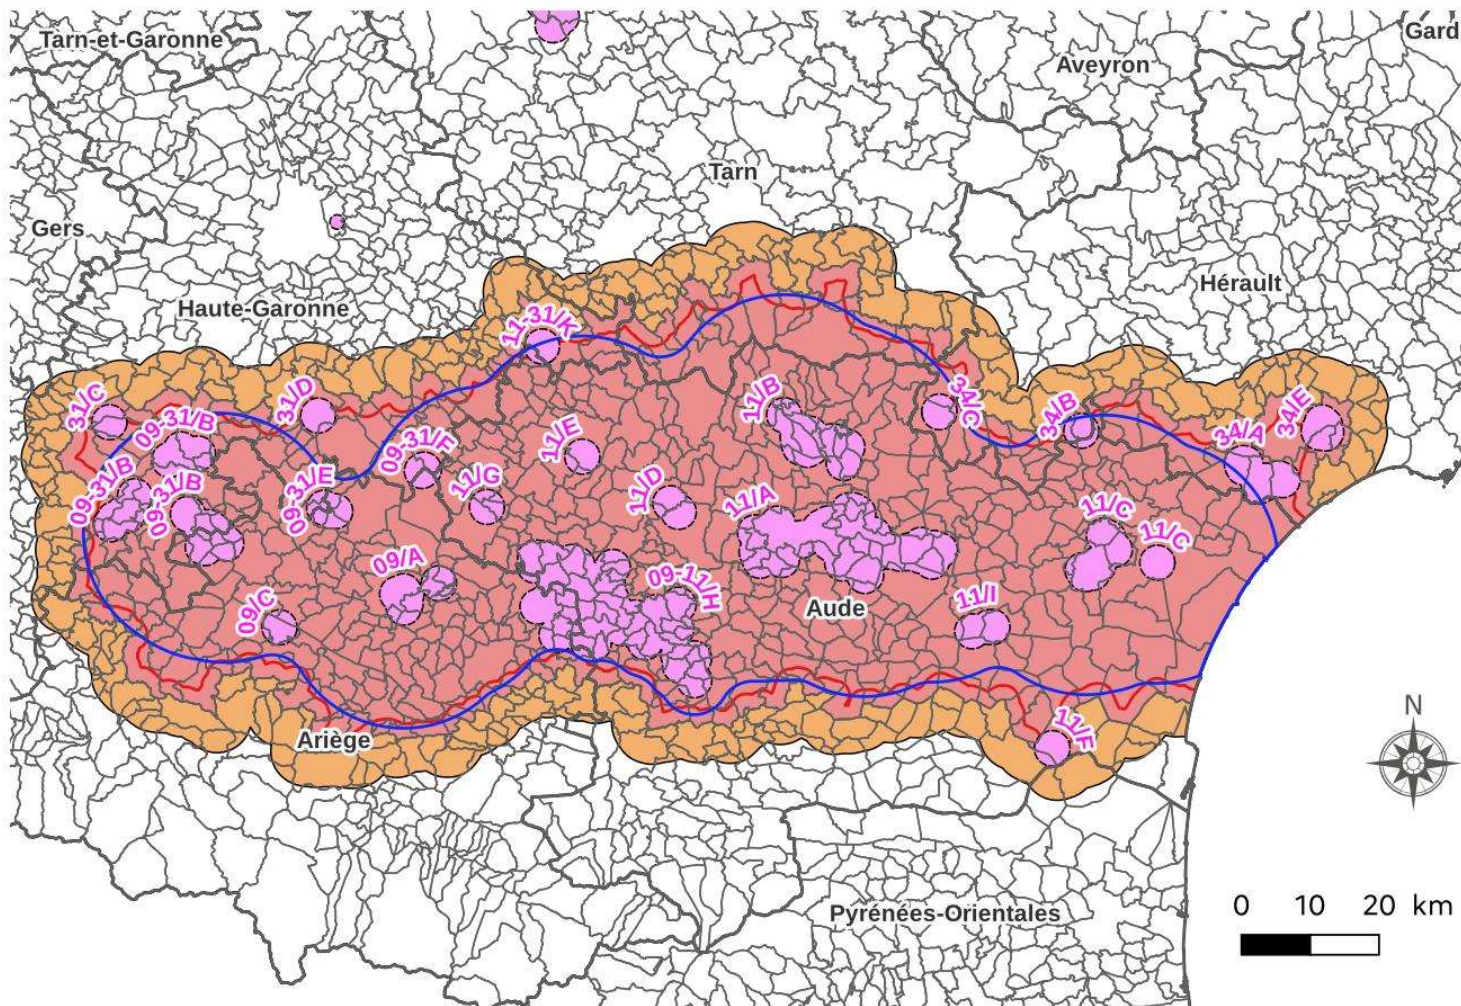 Tarn-et-Garonne
Gard
Aveyron
Tarn
Gers
Hérault
Haute-Garonne
11-31/K
31/C
31/D
09-31/B
11/B
34/C
34/B
34/E
34/A
09-31/F
11/E
09-31/B
09-31/B
09-31/E
11/G
11/D
11/A
11/C
11/C
09/A
09-11/H
09/C
11/I
Aude
Ariège
11/F
N
Pyrénées-Orientales
0 10 20 km